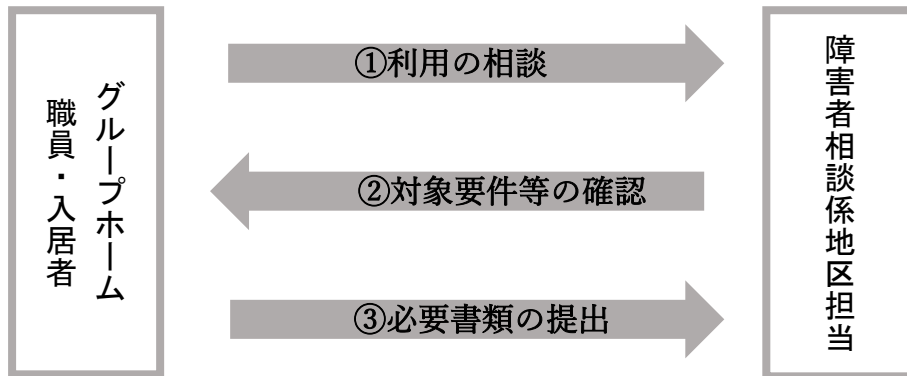 グループホーム
職員・入居者
①利用の相談
②対象要件等の確認
③必要書類の提出
障害者相談係地区担当